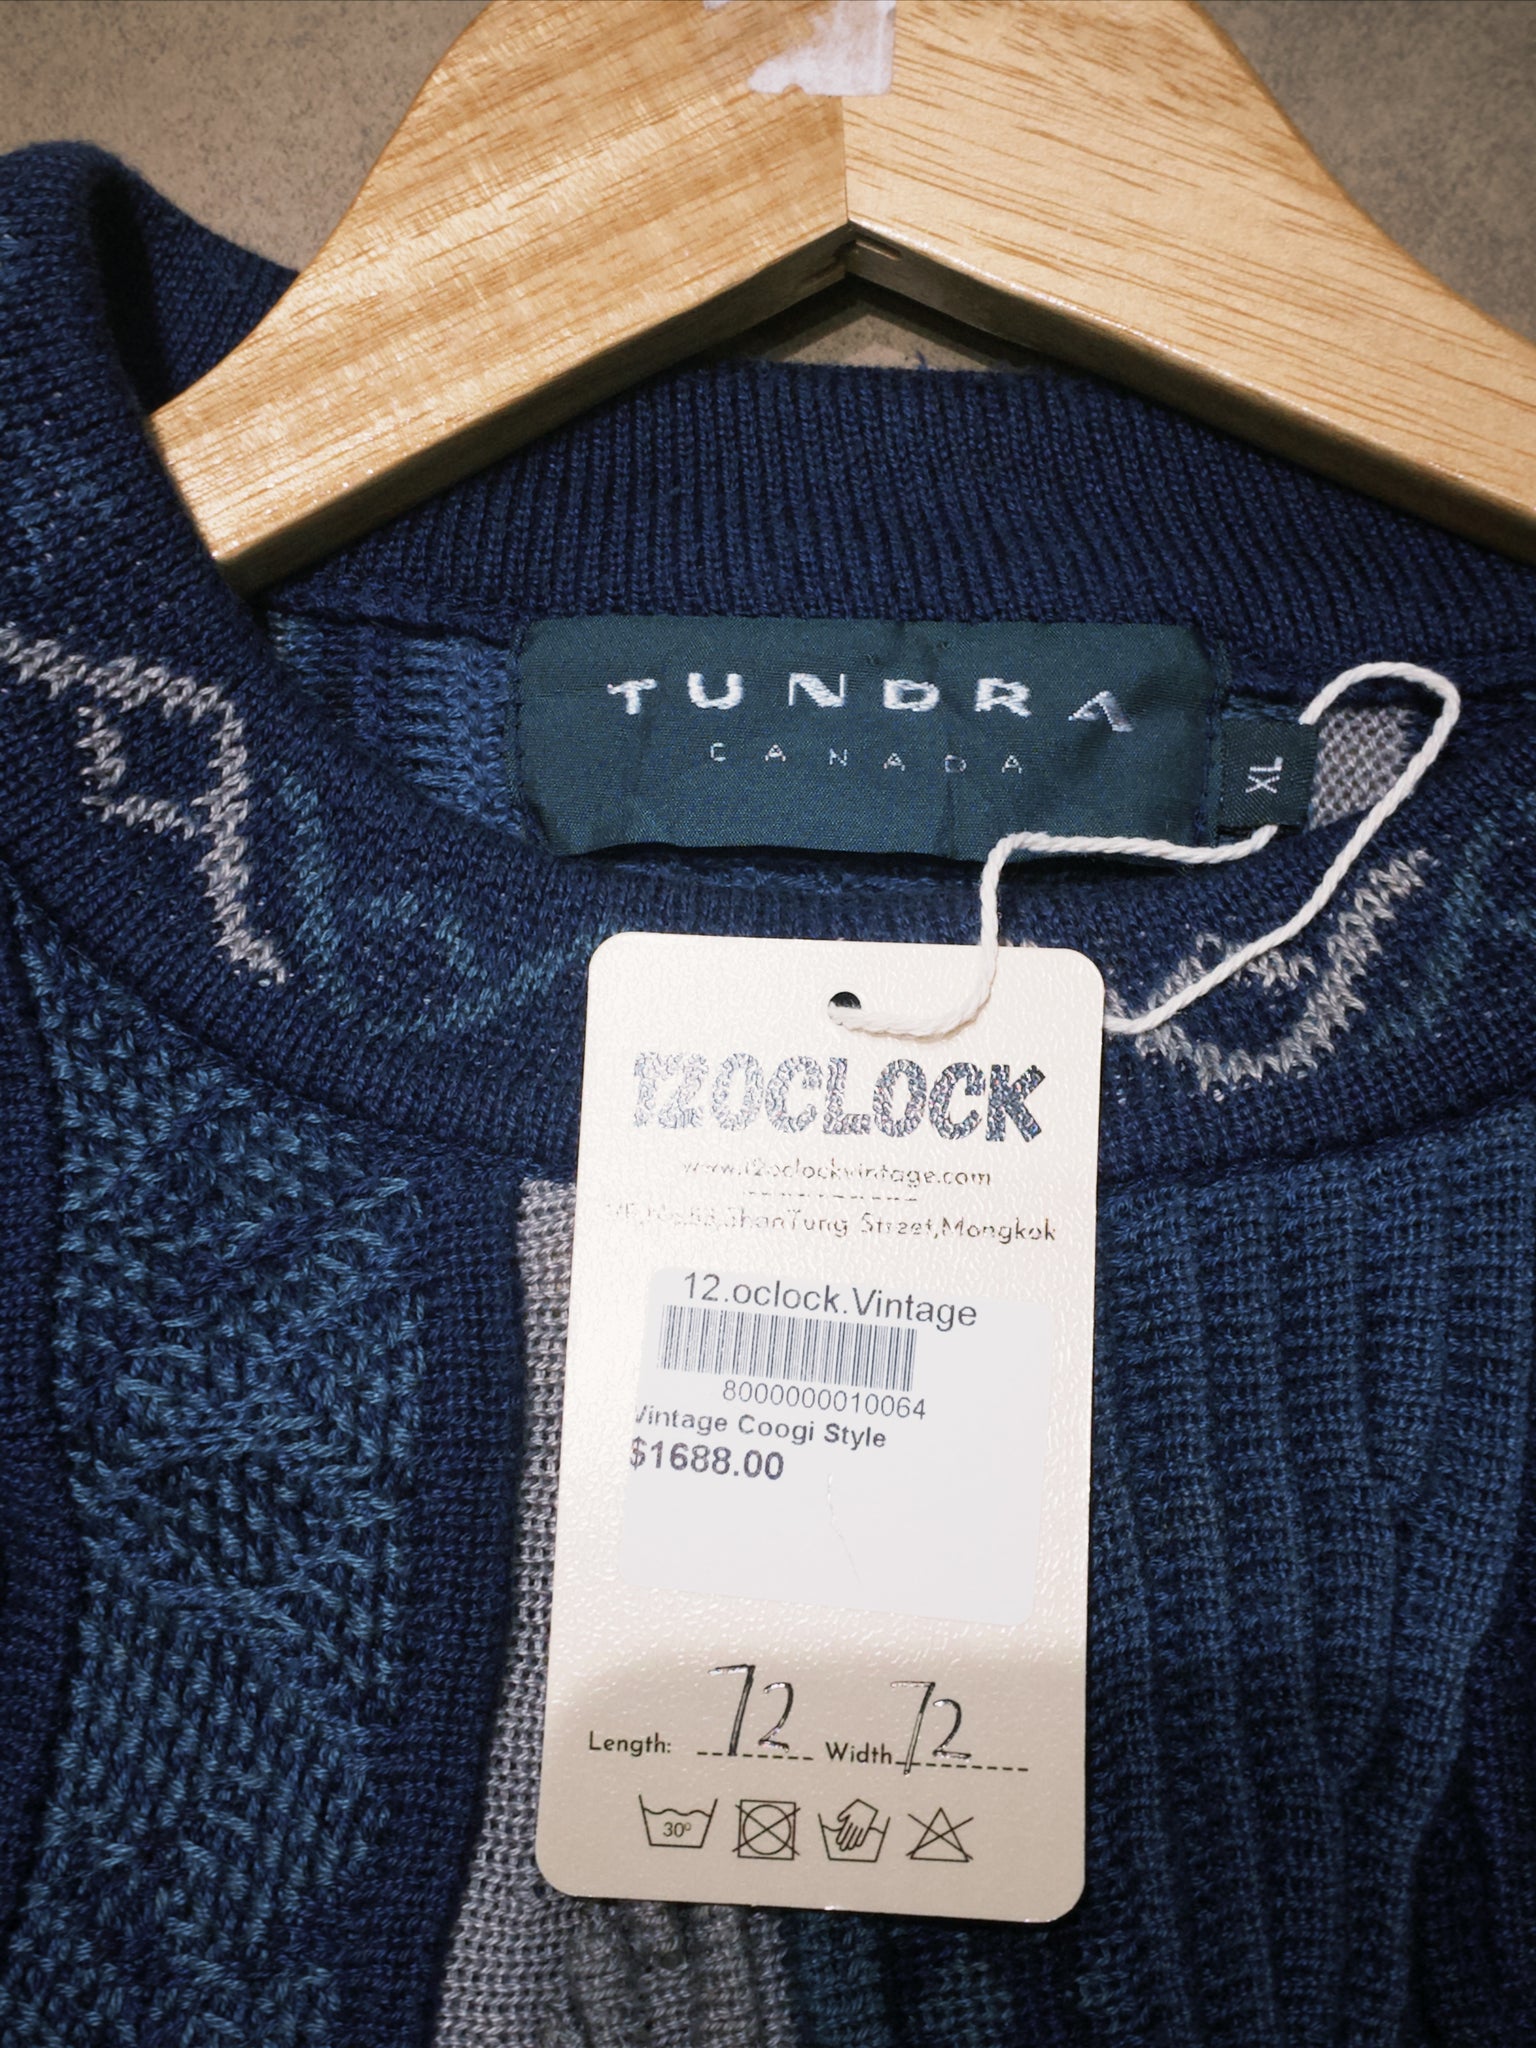 TUNDRA
CANADA
XL
12OCLOCK
www.12oclockvintage.com
ShanTung Street,Mongkok
12.oclock.Vintage
8000000010064
Vintage Coogi Style
$1688.00
Length: 72 Width 72
30º